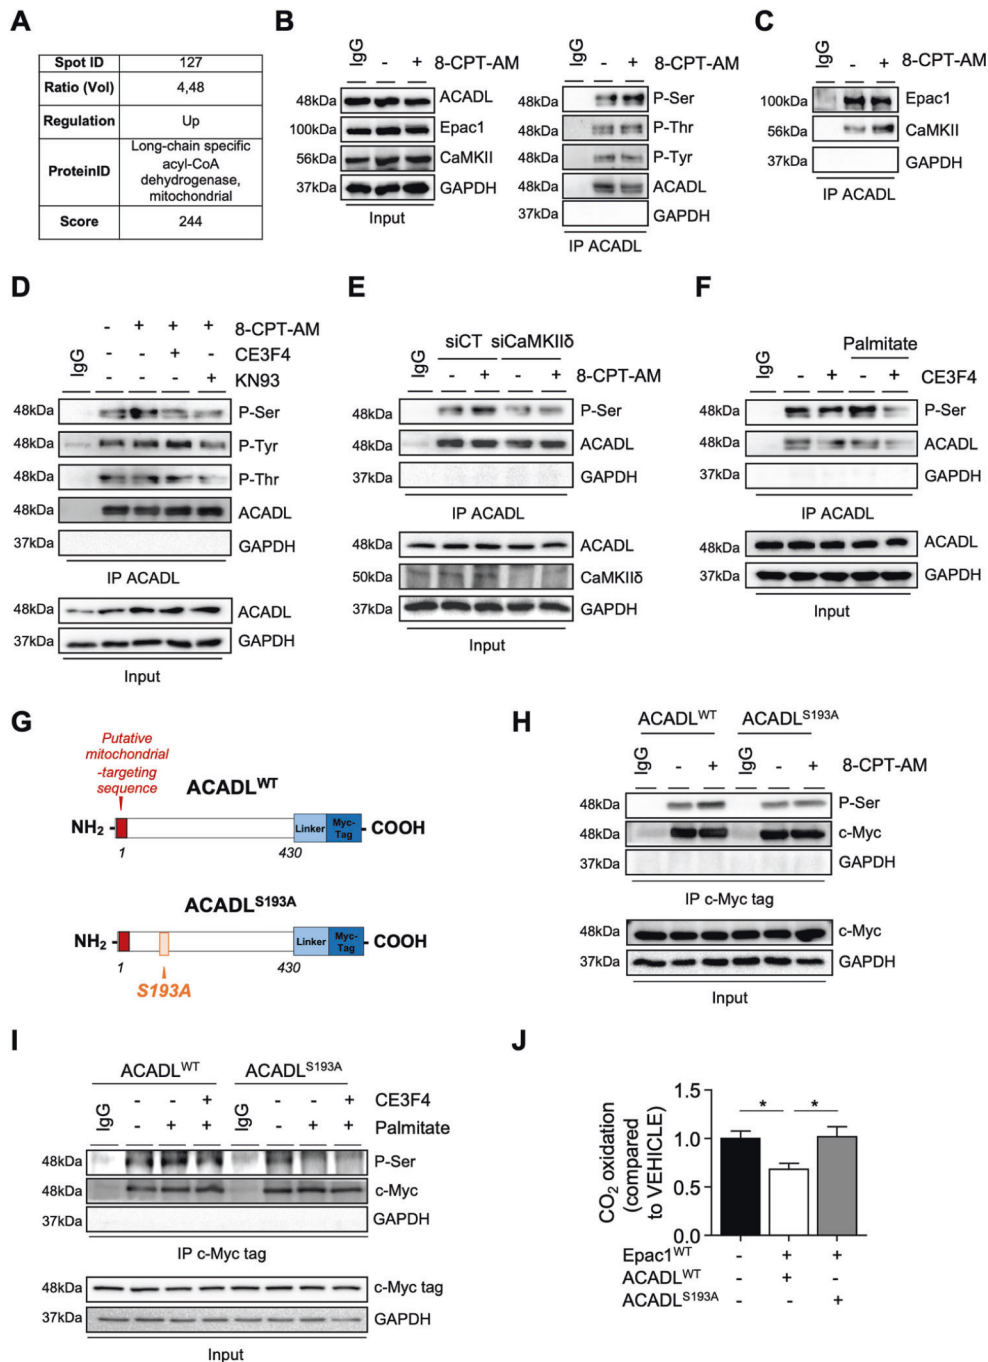 A
Spot ID 127
Ratio (Vol) 4,48
Regulation Up
ProteinID Long-chain specific
acyl-CoA
dehydrogenase,
mitochondrial
Score 244
B
IgG - + 8-CPT-AM
48kDa ACADL
100kDa Epac1
56kDa CaMKII
37kDa GAPDH
Input
IgG - + 8-CPT-AM
48kDa P-Ser
48kDa P-Thr
48kDa P-Tyr
48kDa ACADL
37kDa GAPDH
IP ACADL
C
IgG - + 8-CPT-AM
100kDa Epac1
56kDa CaMKII
37kDa GAPDH
IP ACADL
D
- + + + 8-CPT-AM
- - + - CE3F4
IgG - - - + KN93
48kDa P-Ser
48kDa P-Tyr
48kDa P-Thr
48kDa ACADL
37kDa GAPDH
IP ACADL
48kDa ACADL
37kDa GAPDH
Input
E
siCT siCaMKIIδ
IgG - + - + 8-CPT-AM
48kDa P-Ser
48kDa ACADL
37kDa GAPDH
IP ACADL
48kDa ACADL
50kDa CaMKIIδ
37kDa GAPDH
Input
F
Palmitate
IgG - + - + CE3F4
48kDa P-Ser
48kDa ACADL
37kDa GAPDH
IP ACADL
48kDa ACADL
37kDa GAPDH
Input
G
Putative
mitochondrial
-targeting
sequence
ACADLWT
NH2 Linker Myc-Tag COOH
1 430
ACADLS193A
NH2 Linker Myc-Tag COOH
1 430
S193A
H
ACADLWT ACADLS193A
IgG - + IgG - + 8-CPT-AM
48kDa P-Ser
48kDa c-Myc
37kDa GAPDH
IP c-Myc tag
48kDa c-Myc
37kDa GAPDH
Input
I
ACADLWT ACADLS193A
- - + - - + CE3F4
IgG - + + IgG - + + Palmitate
48kDa P-Ser
48kDa c-Myc
37kDa GAPDH
IP c-Myc tag
48kDa c-Myc tag
37kDa GAPDH
Input
J
CO2 oxidation
(compared
to VEHICLE)
1.5
1.0
0.5
0.0
* *
Epac1WT - + +
ACADLWT - + -
ACADLS193A - - +